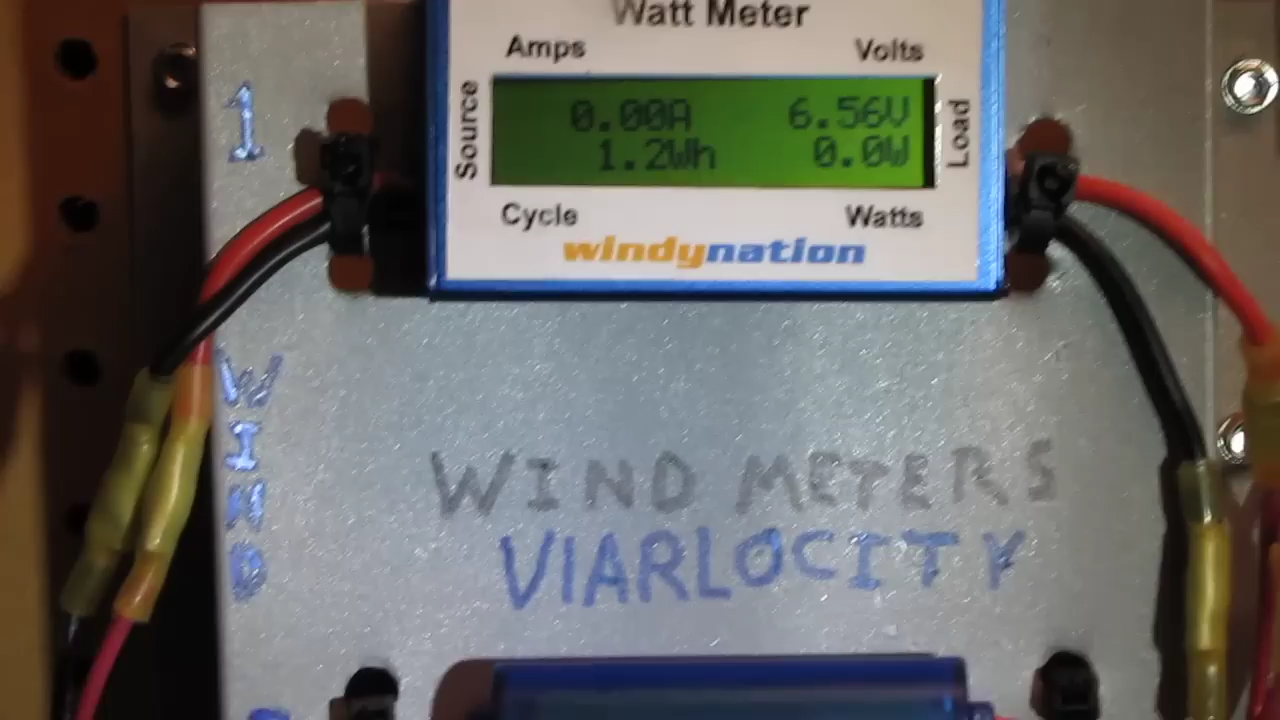 Watt Meter
Amps Volts
Source
0.00A 6.56V
1.2Wh 0.0W
Load
Cycle Watts
windynation
1
WIND
WIND METERS
VIARLOCITY